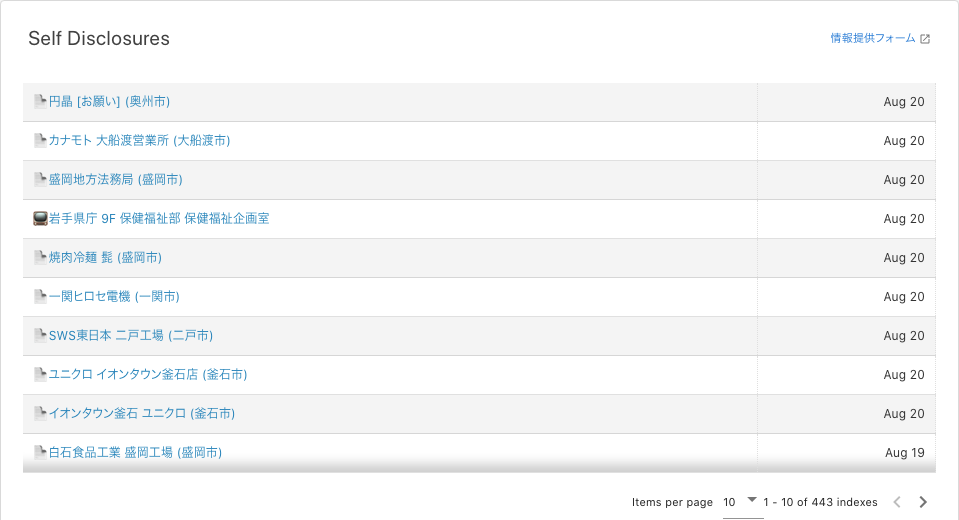 Self Disclosures
情報提供フォーム
円晶 [お願い] (奥州市) Aug 20
カナモト 大船渡営業所 (大船渡市) Aug 20
盛岡地方法務局 (盛岡市) Aug 20
岩手県庁 9F 保健福祉部 保健福祉企画室 Aug 20
焼肉冷麺 髭 (盛岡市) Aug 20
一関ヒロセ電機 (一関市) Aug 20
SWS東日本 二戸工場 (二戸市) Aug 20
ユニクロ イオンタウン釜石店 (釜石市) Aug 20
イオンタウン釜石 ユニクロ (釜石市) Aug 20
白石食品工業 盛岡工場 (盛岡市) Aug 19
Items per page 10 1 - 10 of 443 indexes